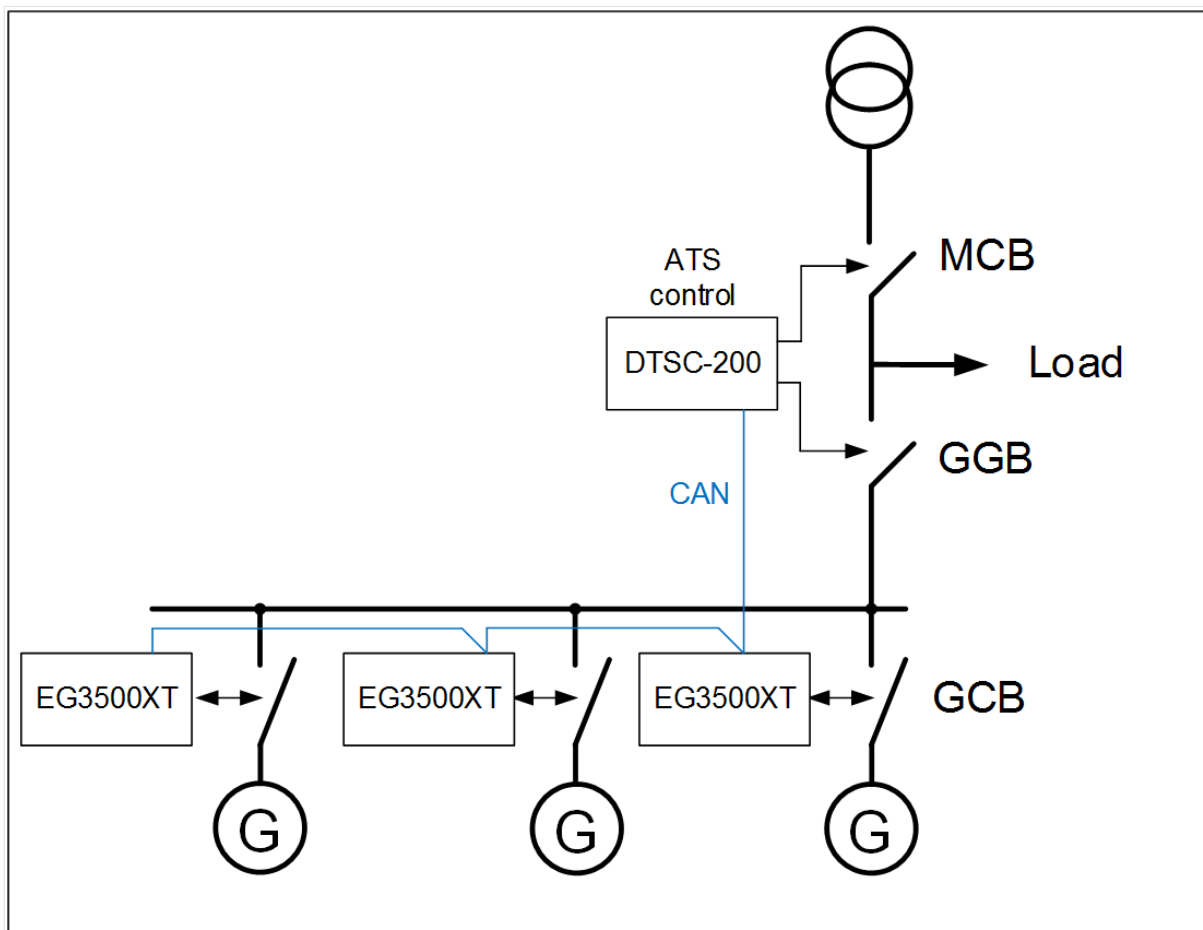 ATS
control
MCB
DTSC-200
Load
GGB
CAN
EG3500XT
EG3500XT
EG3500XT
GCB
G
G
G